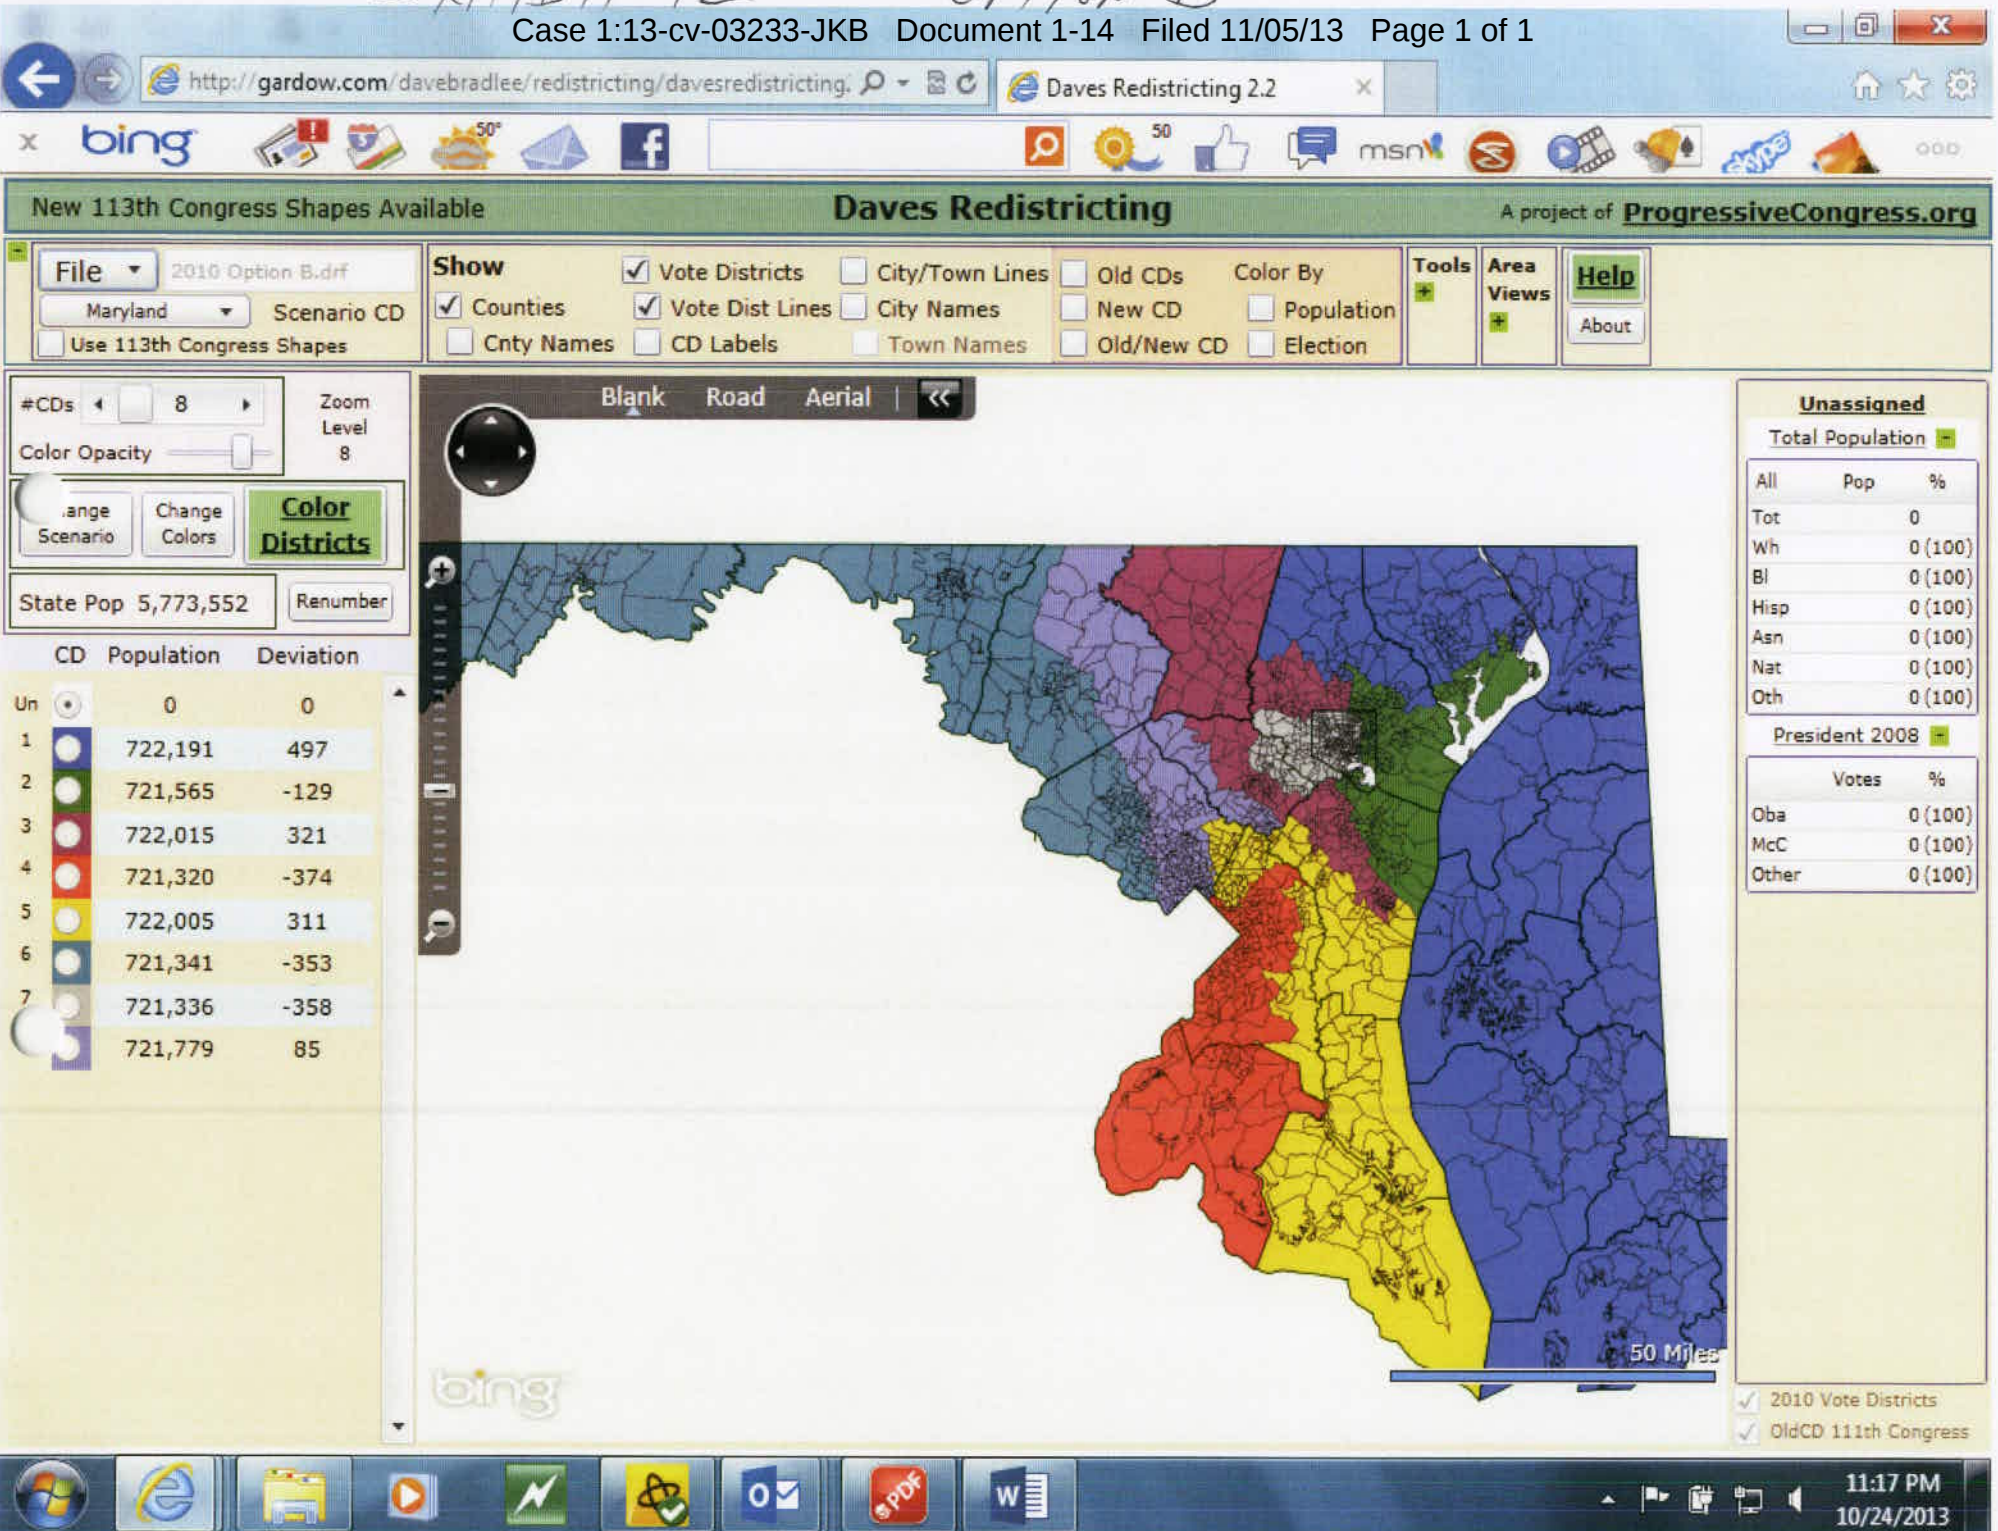 Case 1:13-cv-03233-JKB Document 1-14 Filed 11/05/13 Page 1 of 1
http://gardow.com/davebradlee/redistricting/davesredistricting.
Daves Redistricting 2.2
bing
50°
50
msn
skype
New 113th Congress Shapes Available
Daves Redistricting
A project of ProgressiveCongress.org
File
2010 Option B.drf
Maryland
Scenario CD
Use 113th Congress Shapes
Show
Counties
Cnty Names
Vote Districts
Vote Dist Lines
CD Labels
City/Town Lines
City Names
Town Names
Old CDs
New CD
Old/New CD
Color By
Population
Election
Tools
Area
Views
Help
About
#CDs 8
Color Opacity
Zoom
Level
8
ange
Scenario
Change
Colors
Color
Districts
State Pop 5,773,552
Renumber
CD Population Deviation
Un 0 0
1 722,191 497
2 721,565 -129
3 722,015 321
4 721,320 -374
5 722,005 311
6 721,341 -353
7 721,336 -358
721,779 85
Blank Road Aerial
bing
50 Miles
Unassigned
Total Population
All Pop %
Tot 0
Wh 0 (100)
Bl 0 (100)
Hisp 0 (100)
Asn 0 (100)
Nat 0 (100)
Oth 0 (100)
President 2008
Votes %
Oba 0 (100)
McC 0 (100)
Other 0 (100)
2010 Vote Districts
OldCD 111th Congress
sPDF
11:17 PM
10/24/2013